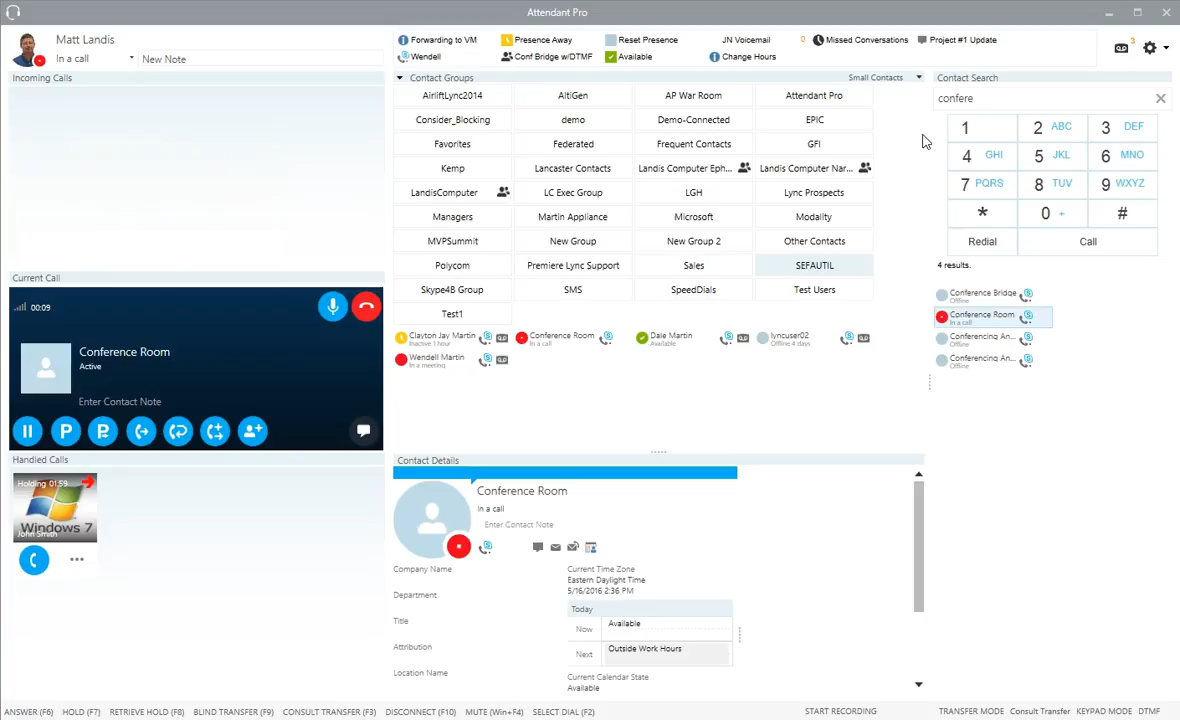 Attendant Pro
Matt Landis
In a call
New Note
Incoming Calls
Current Call
00:09
Conference Room
Active
Enter Contact Note
P
Handled Calls
Holding 01:59
Windows 7
John Smith
Forwarding to VM
Presence Away
Reset Presence
JN Voicemail
0
Missed Conversations
Project #1 Update
Wendell
Conf Bridge w/DTMF
Available
Change Hours
3
Contact Groups
Small Contacts
AirliftLync2014
AltiGen
AP War Room
Attendant Pro
Consider_Blocking
demo
Demo-Connected
EPIC
Favorites
Federated
Frequent Contacts
GFI
Kemp
Lancaster Contacts
Landis Computer Eph...
Landis Computer Nar...
LandisComputer
LC Exec Group
LGH
Lync Prospects
Managers
Martin Appliance
Microsoft
Modality
MVPSummit
New Group
New Group 2
Other Contacts
Polycom
Premiere Lync Support
Sales
SEFAUTIL
Skype4B Group
SMS
SpeedDials
Test Users
Test1
Clayton Jay Martin
Inactive 1 hour
Conference Room
In a call
Dale Martin
Available
lyncuser02
Offline 4 days
Wendell Martin
In a meeting
Contact Details
Conference Room
In a call
Enter Contact Note
Company Name
Department
Title
Attribution
Location Name
Current Time Zone
Eastern Daylight Time
5/16/2016 2:36 PM
Today
Now
Available
Next
Outside Work Hours
Current Calendar State
Available
Contact Search
confere
1
2 ABC
3 DEF
4 GHI
5 JKL
6 MNO
7 PQRS
8 TUV
9 WXYZ
*
0 +
#
Redial
Call
4 results.
Conference Bridge
Offline
Conference Room
In a call
Conferencing An...
Offline
Conferencing An...
Offline
ANSWER (F6) HOLD (F7) RETRIEVE HOLD (F8) BLIND TRANSFER (F9) CONSULT TRANSFER (F3) DISCONNECT (F10) MUTE (Win+F4) SELECT DIAL (F2) START RECORDING TRANSFER MODE Consult Transfer KEYPAD MODE DTMF